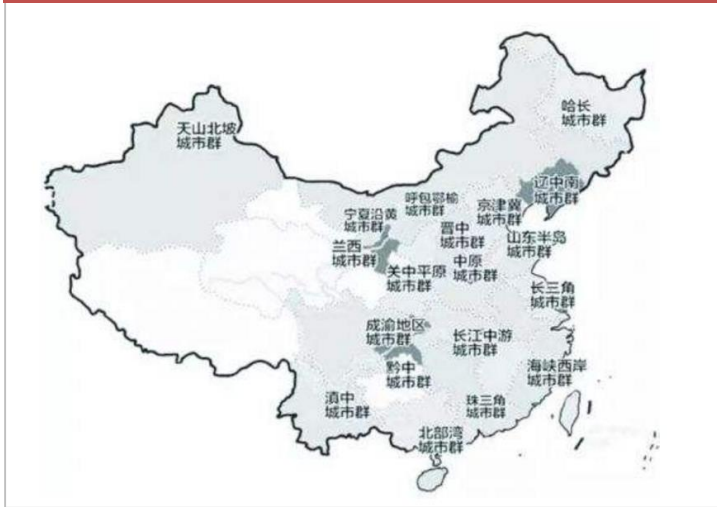 哈长
城市群
天山北坡
城市群
辽中南
城市群
呼包鄂榆
城市群
京津冀
城市群
宁夏沿黄
城市群
晋中
城市群
山东半岛
城市群
兰西
城市群
中原
城市群
关中平原
城市群
长三角
城市群
成渝地区
城市群
长江中游
城市群
黔中
城市群
海峡西岸
城市群
滇中
城市群
珠三角
城市群
北部湾
城市群